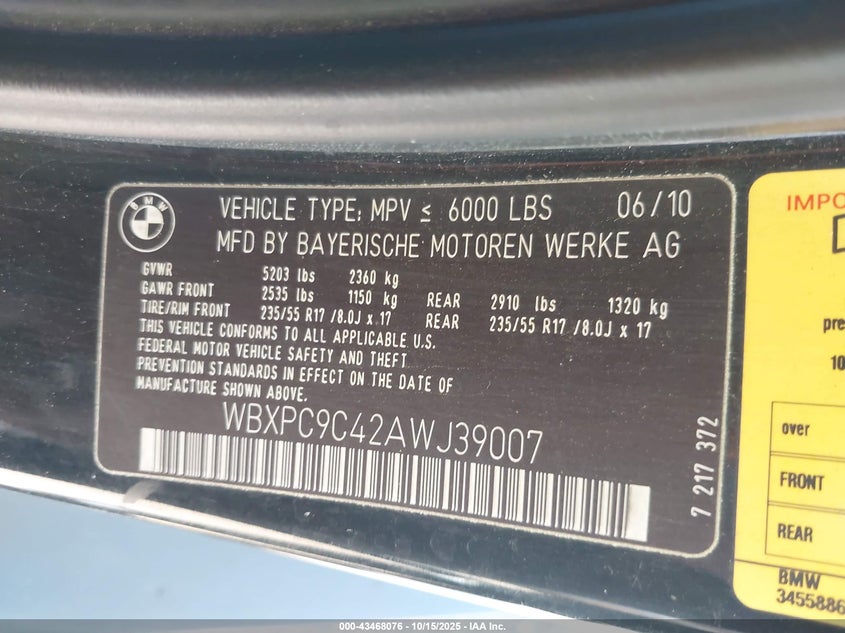 BMW
VEHICLE TYPE: MPV ≤ 6000 LBS 06/10
MFD BY BAYERISCHE MOTOREN WERKE AG
GVWR 5203 lbs 2360 kg
GAWR FRONT 2535 lbs 1150 kg REAR 2910 lbs 1320 kg
TIRE/RIM FRONT 235/55 R17 /8.0J x 17 REAR 235/55 R17 /8.0J x 17
THIS VEHICLE CONFORMS TO ALL APPLICABLE U.S.
FEDERAL MOTOR VEHICLE SAFETY AND THEFT
PREVENTION STANDARDS IN EFFECT ON THE DATE OF
MANUFACTURE SHOWN ABOVE.
WBXPC9C42AWJ39007
7 217 372
over
FRONT
REAR
BMW
000-43468076 - 10/15/2025 - IAA Inc.